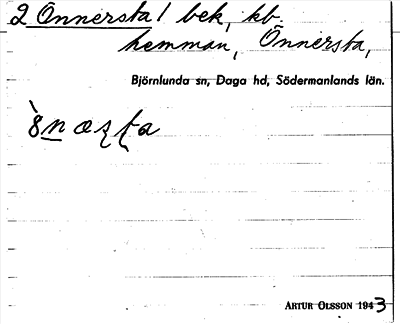 2 Önnersta / bek, kb.
hemman, Önnersta,
Björnlunda sn, Daga hd, Södermanlands län.
ARTUR OLSSON 1943